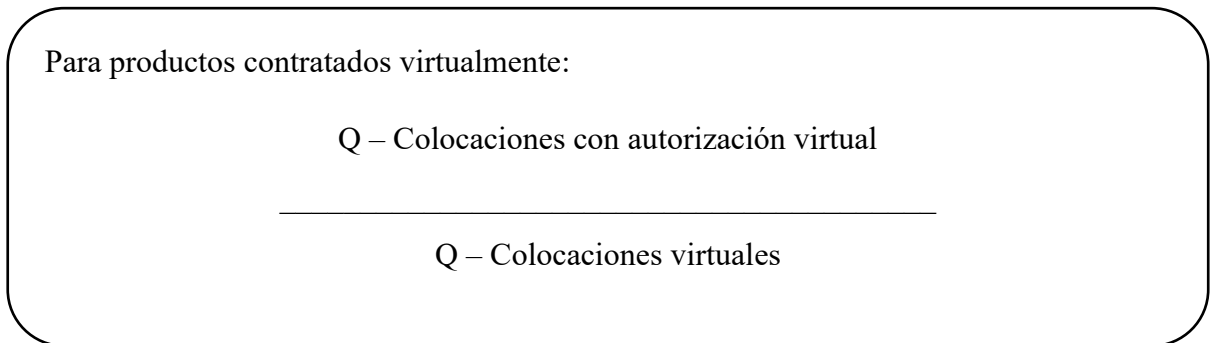 Para productos contratados virtualmente:
Q – Colocaciones con autorización virtual
Q – Colocaciones virtuales